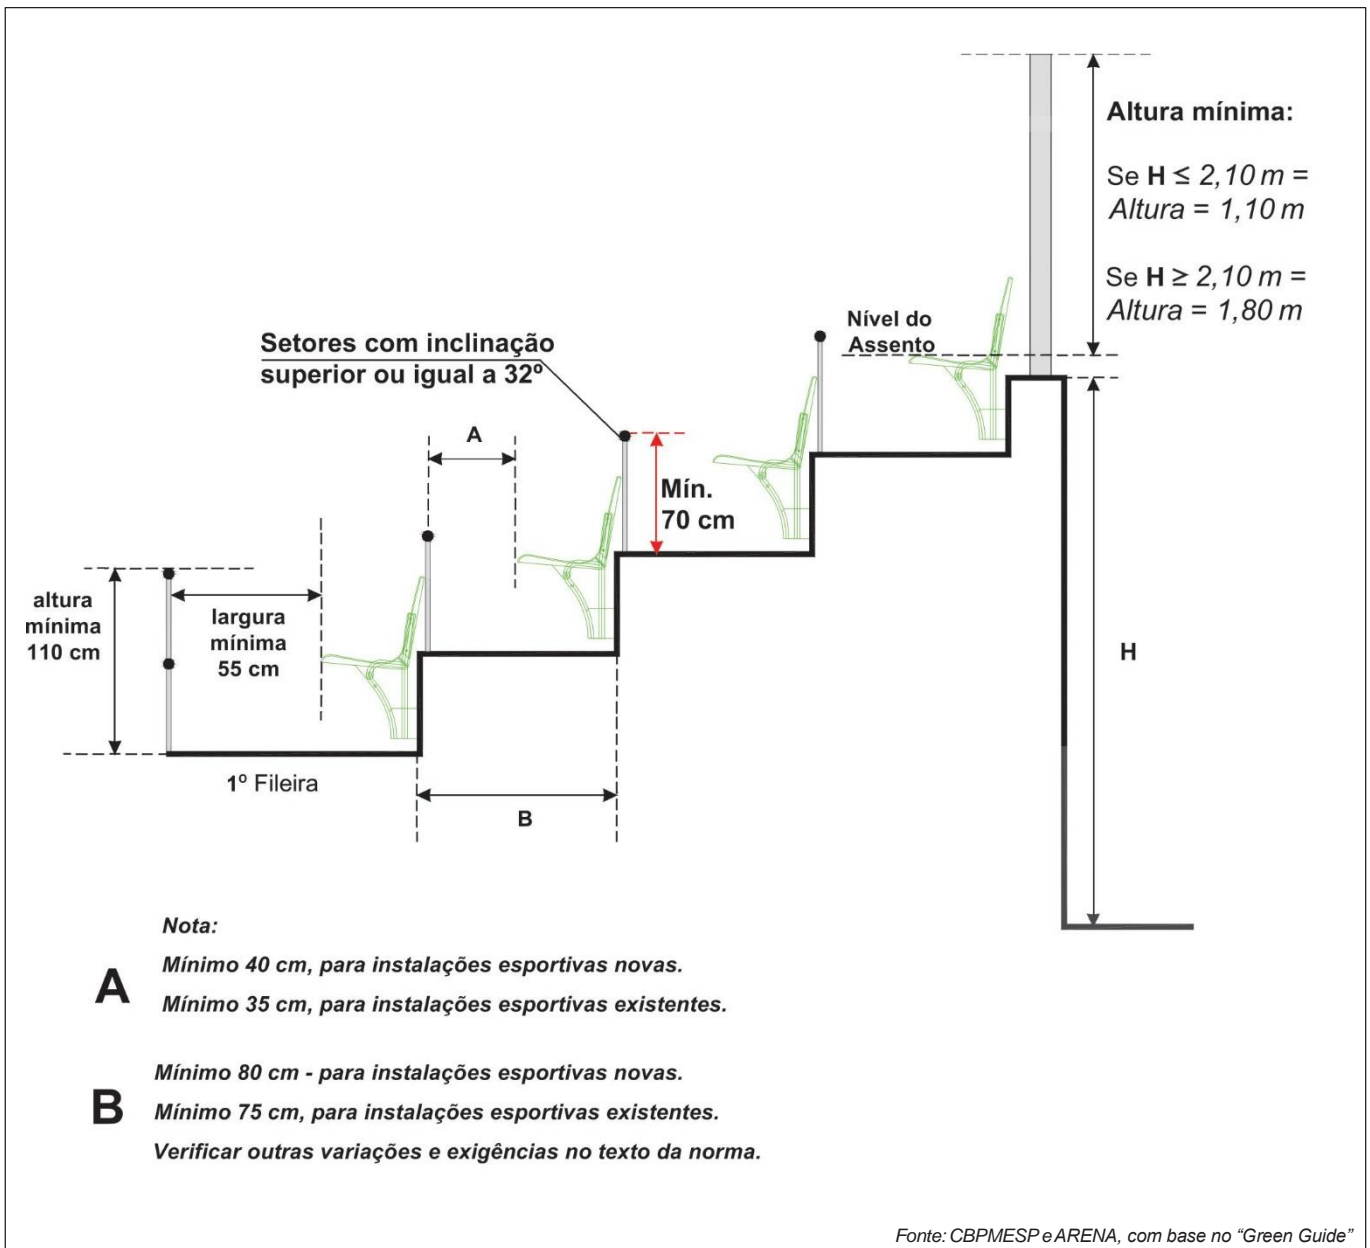 Altura mínima:
Se H ≤ 2,10 m =
Altura = 1,10 m
Se H ≥ 2,10 m =
Altura = 1,80 m
Nível do
Assento
Setores com inclinação
superior ou igual a 32º
A
Mín.
70 cm
altura
mínima
110 cm
largura
mínima
55 cm
H
1º Fileira
B
Nota:
A
Mínimo 40 cm, para instalações esportivas novas.
Mínimo 35 cm, para instalações esportivas existentes.
B
Mínimo 80 cm - para instalações esportivas novas.
Mínimo 75 cm, para instalações esportivas existentes.
Verificar outras variações e exigências no texto da norma.
Fonte: CBPMESP e ARENA, com base no “Green Guide”